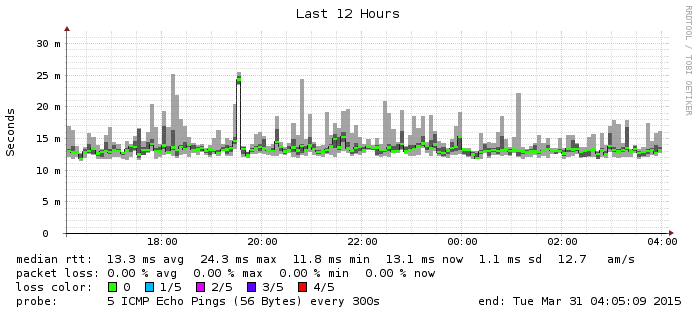 Last 12 Hours
RRDTOOL / TOBI OETIKER
Seconds
30 m
25 m
20 m
15 m
10 m
5 m
0
18:00 20:00 22:00 00:00 02:00 04:00
median rtt: 13.3 ms avg 24.3 ms max 11.8 ms min 13.1 ms now 1.1 ms sd 12.7 am/s
packet loss: 0.00 % avg 0.00 % max 0.00 % min 0.00 % now
loss color: 0 1/5 2/5 3/5 4/5
probe: 5 ICMP Echo Pings (56 Bytes) every 300s end: Tue Mar 31 04:05:09 2015